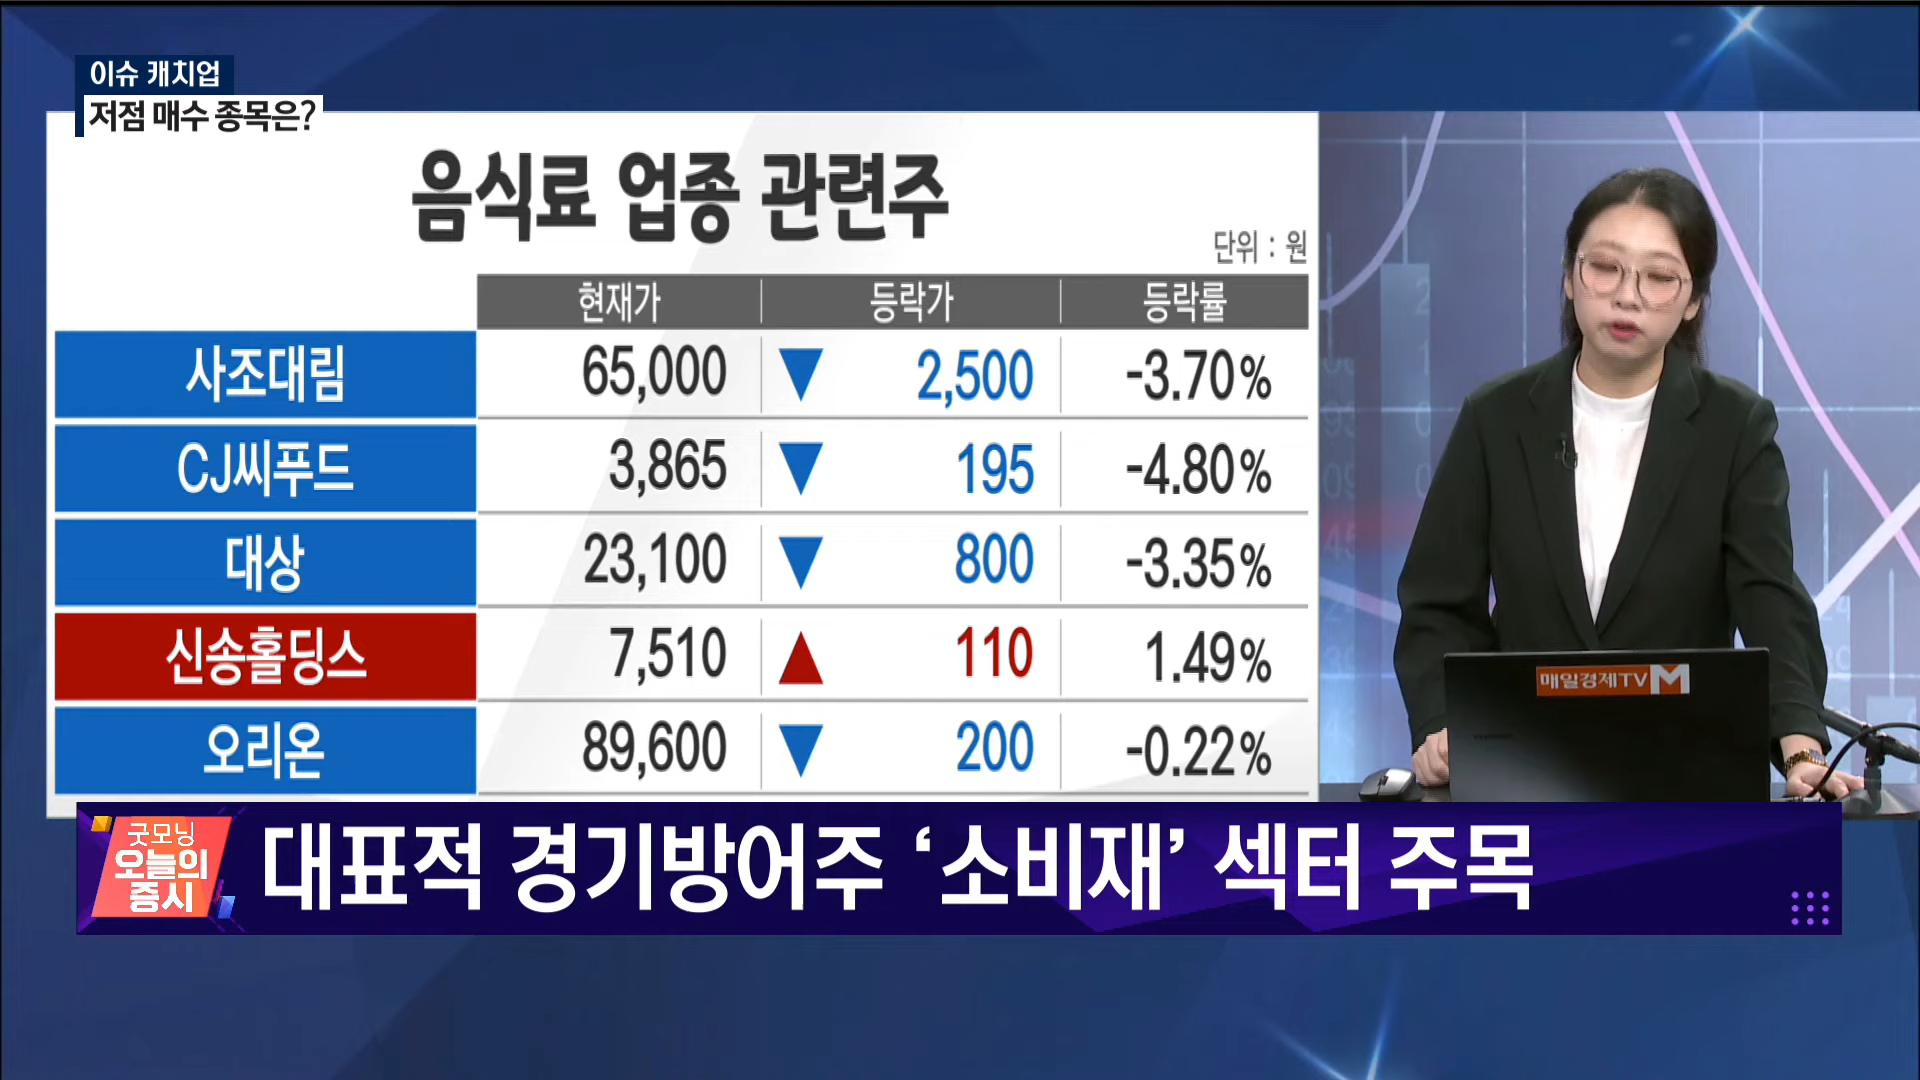 이슈 캐치업
저점 매수 종목은?
음식료 업종 관련주
단위 : 원
현재가 등락가 등락률
사조대림 65,000 ▼ 2,500 -3.70%
CJ씨푸드 3,865 ▼ 195 -4.80%
대상 23,100 ▼ 800 -3.35%
신송홀딩스 7,510 ▲ 110 1.49%
오리온 89,600 ▼ 200 -0.22%
매일경제TV M
굿모닝
오늘의
증시
대표적 경기방어주 ‘소비재’ 섹터 주목